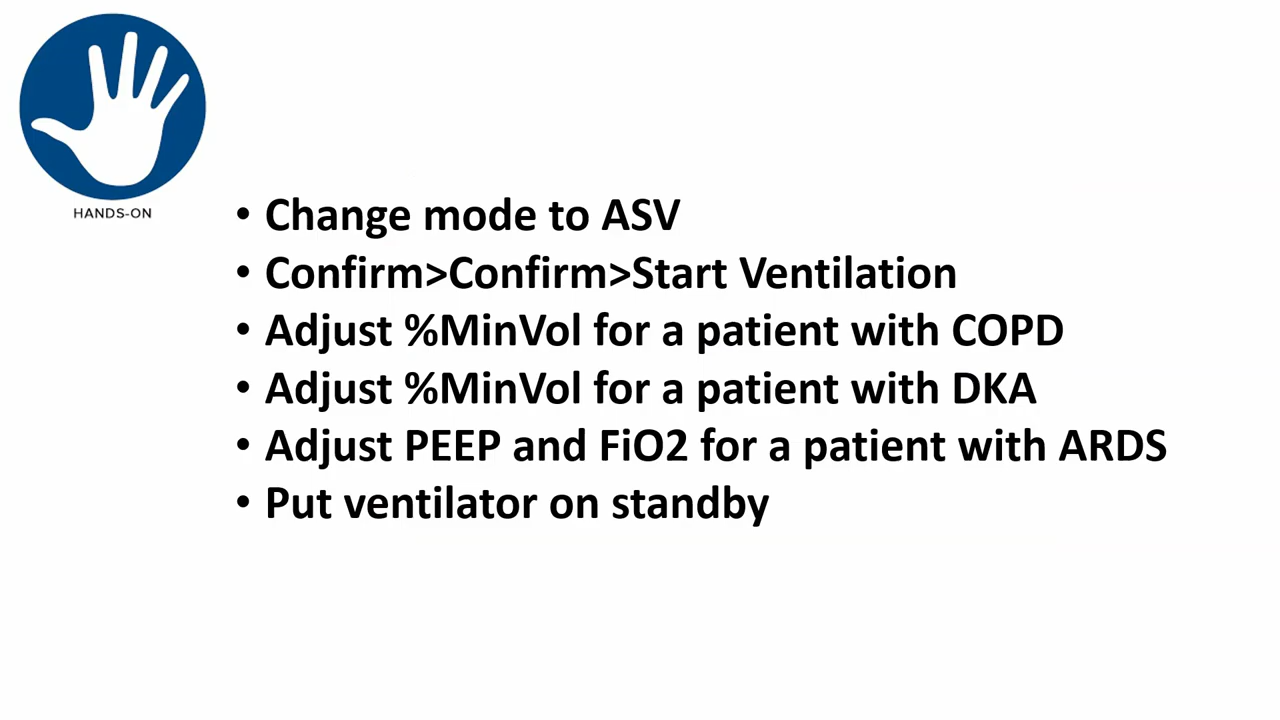 HANDS-ON
• Change mode to ASV
• Confirm>Confirm>Start Ventilation
• Adjust %MinVol for a patient with COPD
• Adjust %MinVol for a patient with DKA
• Adjust PEEP and FiO2 for a patient with ARDS
• Put ventilator on standby